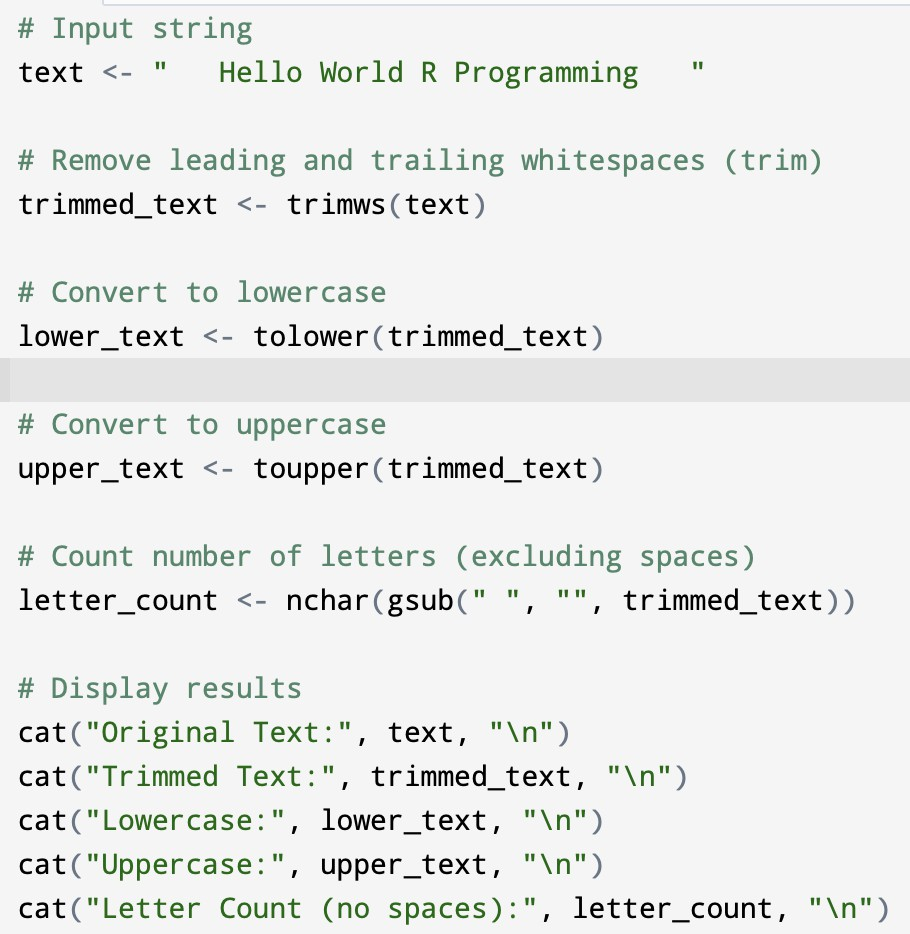 # Input string
text <- "   Hello World R Programming   "
# Remove leading and trailing whitespaces (trim)
trimmed_text <- trimws(text)
# Convert to lowercase
lower_text <- tolower(trimmed_text)
# Convert to uppercase
upper_text <- toupper(trimmed_text)
# Count number of letters (excluding spaces)
letter_count <- nchar(gsub(" ", "", trimmed_text))
# Display results
cat("Original Text:", text, "\n")
cat("Trimmed Text:", trimmed_text, "\n")
cat("Lowercase:", lower_text, "\n")
cat("Uppercase:", upper_text, "\n")
cat("Letter Count (no spaces):", letter_count, "\n")